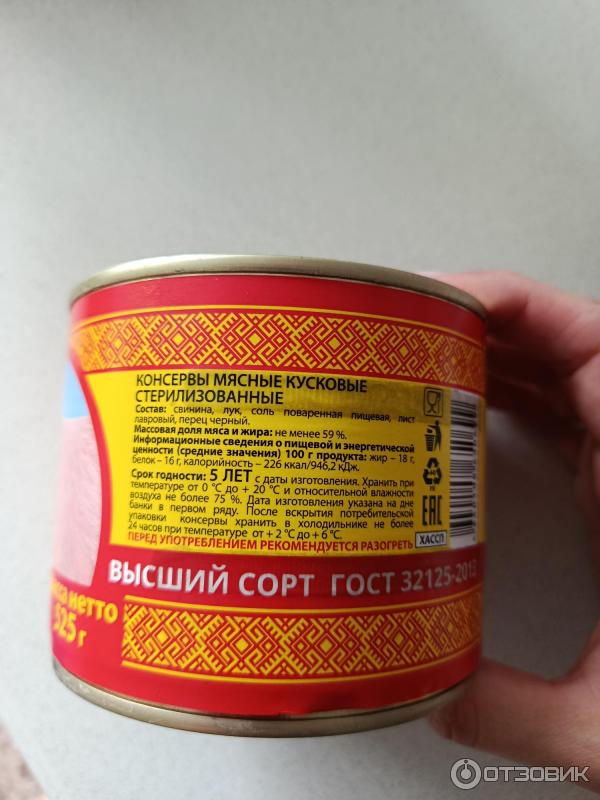 КОНСЕРВЫ МЯСНЫЕ КУСКОВЫЕ
СТЕРИЛИЗОВАННЫЕ
Состав: свинина, лук, соль поваренная пищевая, лист
лавровый, перец черный.
Массовая доля мяса и жира: не менее 59 %.
Информационные сведения о пищевой и энергетической
ценности (средние значения) 100 г продукта: жир – 18 г,
белок – 16 г, калорийность – 226 ккал/946,2 кДж.
Срок годности: 5 ЛЕТ с даты изготовления. Хранить при
температуре от 0 °С до + 20 °С и относительной влажности
воздуха не более 75 %. Дата изготовления указана на дне
банки в первом ряду. После вскрытия потребительской
упаковки консервы хранить в холодильнике не более
24 часов при температуре от + 2 °С до + 6 °С.
ПЕРЕД УПОТРЕБЛЕНИЕМ РЕКОМЕНДУЕТСЯ РАЗОГРЕТЬ
EAC
ХАССП
ВЫСШИЙ СОРТ ГОСТ 32125-2013
нетто
525 г
ОТЗОВИК